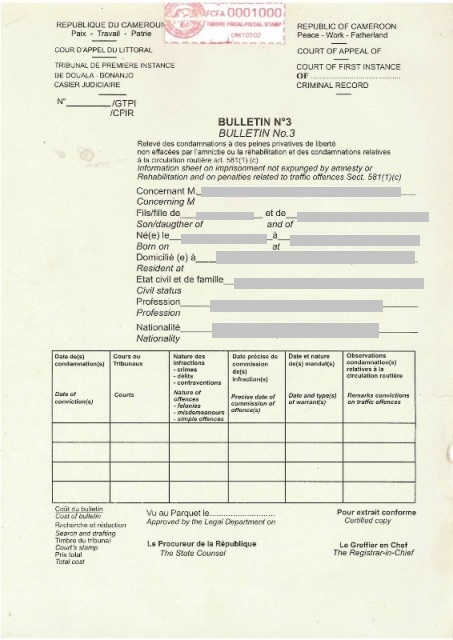 REPUBLIQUE DU CAMEROUN
Paix - Travail - Patrie
COUR D'APPEL DU LITTORAL
TRIBUNAL DE PREMIERE INSTANCE
DE DOUALA - BONANJO
CASIER JUDICIAIRE
N° /GTPI
/CFIR
FCFA 0001000
TIMBRE FISCAL-FISCAL STAMP
REPUBLIC OF CAMEROON
Peace - Work - Fatherland
COURT OF APPEAL OF
COURT OF FIRST INSTANCE
OF
CRIMINAL RECORD
BULLETIN N°3
BULLETIN No.3
Relevé des condamnations à des peines privatives de liberté
non effacées par l'amnistie ou la réhabilitation et des condamnations relatives
à la circulation routière art. 581(1) (c)
Information sheet on imprisonment not expunged by amnesty or
Rehabilitation and on penalties related to traffic offences Sect. 581(1)(c)
Concernant M.
Concerning M
Fils/fille de et de
Son/daugther of and of
Né(e) le à
Born on at
Domicilié (e) à
Resident at
Etat civil et de famille
Civil status
Profession
Profession
Nationalité
Nationality
Date de(s)
condamnation(s)
Date of
conviction(s)
Cours ou
Tribunaux
Courts
Nature des
infractions
- crimes
- délits
- contraventions
Nature of
offences
- felonies
- misdemeanours
- simple offences
Date précise de
commission
de(s)
infraction(s)
Precise date of
commission of
offence(s)
Date et nature
de(s) mandat(s)
Date and type(s)
of warrant(s)
Observations
condamnation(s)
relatives à la
circulation routière
Remarks convictions
on traffic offences
Coût du bulletin
Cost of bulletin
Recherche et rédaction
Search and drafting
Timbre du tribunal
Court's stamp
Prix total
Total cost
Vu au Parquet le
Approved by the Legal Department on
Le Procureur de la République
The State Counsel
Pour extrait conforme
Certified copy
Le Greffier en Chef
The Registrar-in-Chief